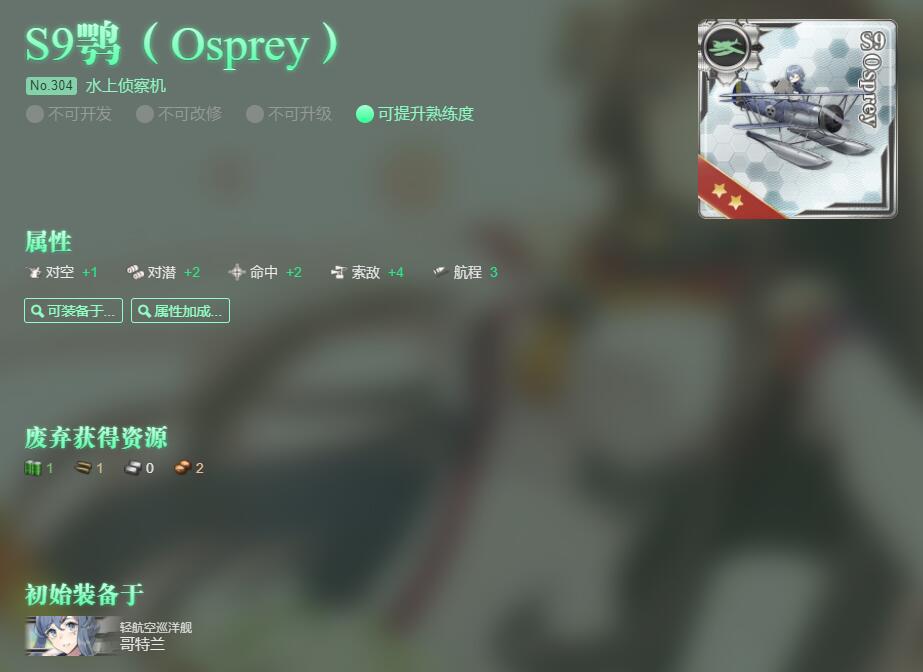 S9鹗（Osprey）
No.304 水上侦察机
不可开发 不可改修 不可升级 可提升熟练度
S9 Osprey
属性
对空 +1 对潜 +2 命中 +2 索敌 +4 航程 3
可装备于... 属性加成...
废弃获得资源
1 1 0 2
初始装备于
轻航空巡洋舰
哥特兰